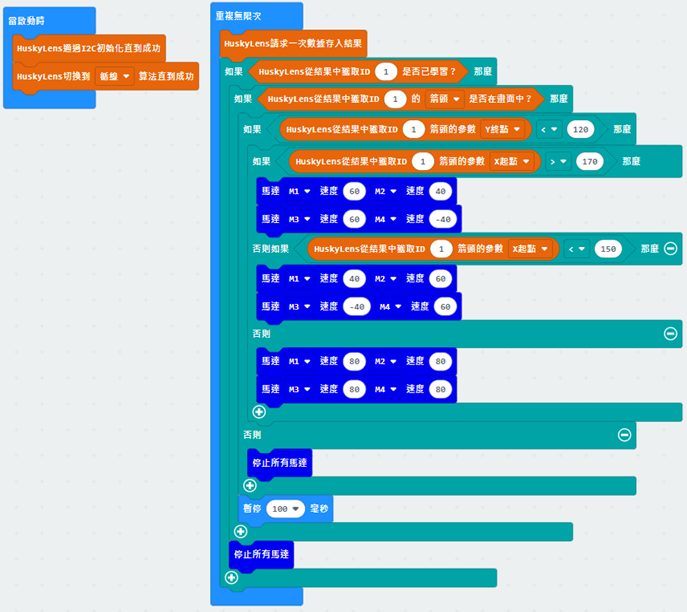 當啟動時
HuskyLens通過I2C初始化直到成功
HuskyLens切換到 循線 算法直到成功
重複無限次
HuskyLens請求一次數據存入結果
如果 HuskyLens從結果中獲取ID 1 是否已學習？ 那麼
如果 HuskyLens從結果中獲取ID 1 的 箭頭 是否在畫面中？ 那麼
如果 HuskyLens從結果中獲取ID 1 箭頭的參數 Y終點 < 120 那麼
如果 HuskyLens從結果中獲取ID 1 箭頭的參數 X起點 > 170 那麼
馬達 M1 速度 60 M2 速度 40
馬達 M3 速度 60 M4 速度 -40
否則如果 HuskyLens從結果中獲取ID 1 箭頭的參數 X起點 < 150 那麼
馬達 M1 速度 40 M2 速度 60
馬達 M3 速度 -40 M4 速度 60
否則
馬達 M1 速度 80 M2 速度 80
馬達 M3 速度 80 M4 速度 80
否則
停止所有馬達
暫停 100 毫秒
停止所有馬達